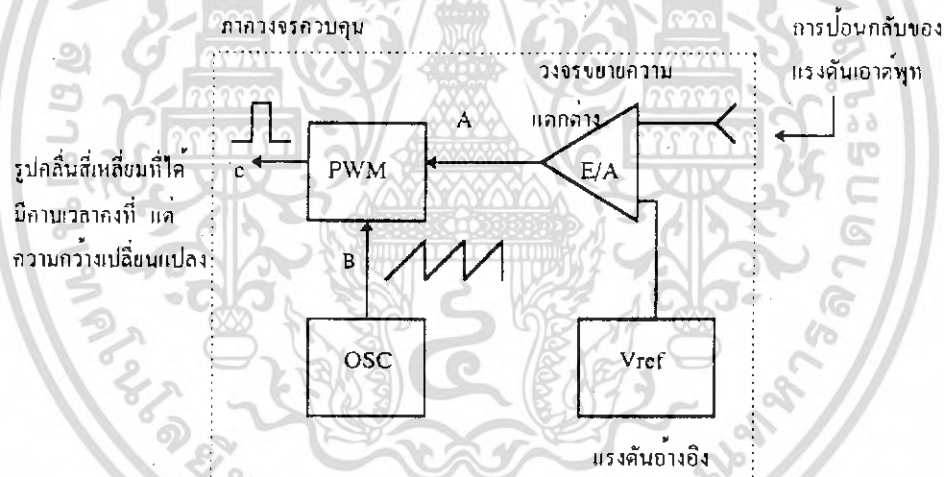 ภาควงจรควบคุม
การป้อนกลับของ
แรงดันเอาต์พุท
วงจรขยายความ
แตกต่าง
A
E/A
PWM
c
รูปคลื่นสี่เหลี่ยมที่ได้
มีคาบเวลาคงที่ แต่
ความกว้างเปลี่ยนแปลง
B
OSC
Vref
แรงดันอ้างอิง